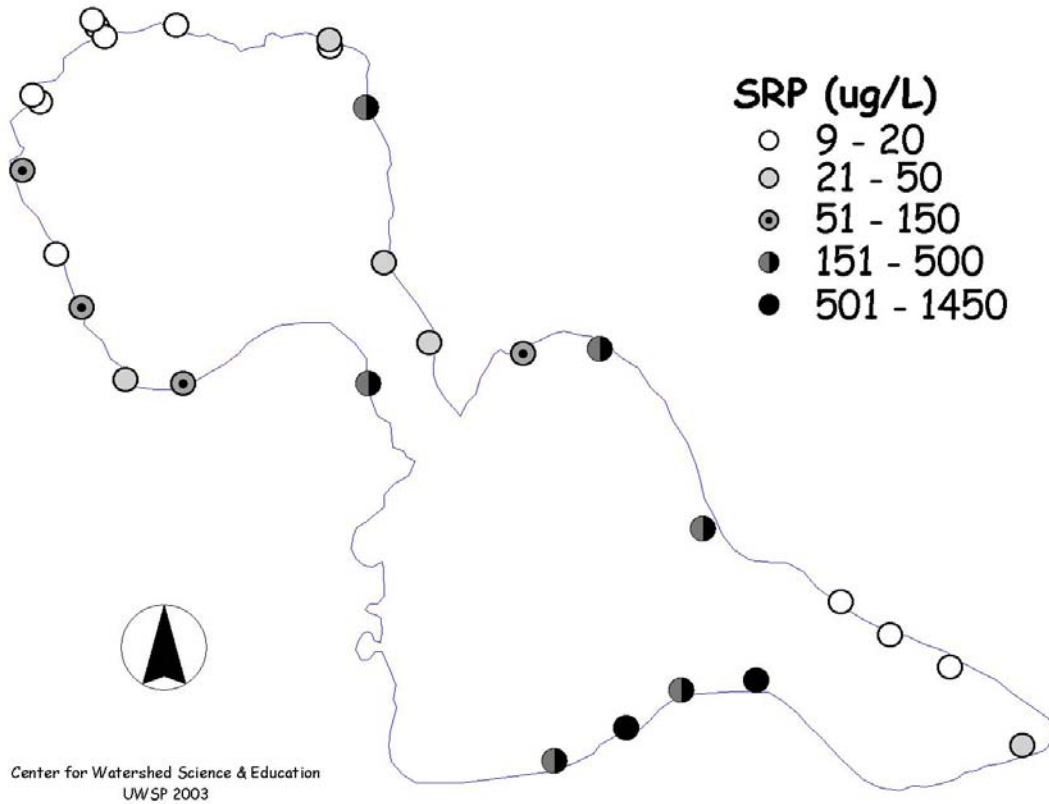 SRP (ug/L)
9 - 20
21 - 50
51 - 150
151 - 500
501 - 1450
Center for Watershed Science & Education
UWSP 2003